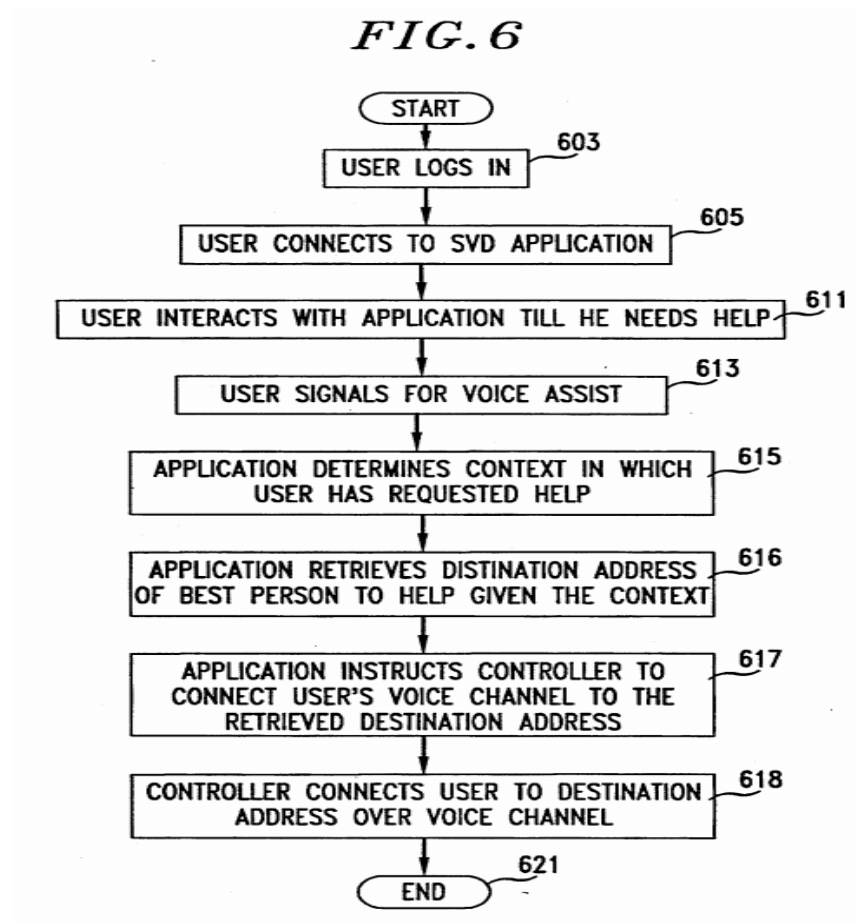 FIG. 6
START
603
USER LOGS IN
605
USER CONNECTS TO SVD APPLICATION
611
USER INTERACTS WITH APPLICATION TILL HE NEEDS HELP
613
USER SIGNALS FOR VOICE ASSIST
615
APPLICATION DETERMINES CONTEXT IN WHICH
USER HAS REQUESTED HELP
616
APPLICATION RETRIEVES DISTINATION ADDRESS
OF BEST PERSON TO HELP GIVEN THE CONTEXT
617
APPLICATION INSTRUCTS CONTROLLER TO
CONNECT USER'S VOICE CHANNEL TO THE
RETRIEVED DESTINATION ADDRESS
618
CONTROLLER CONNECTS USER TO DESTINATION
ADDRESS OVER VOICE CHANNEL
621
END